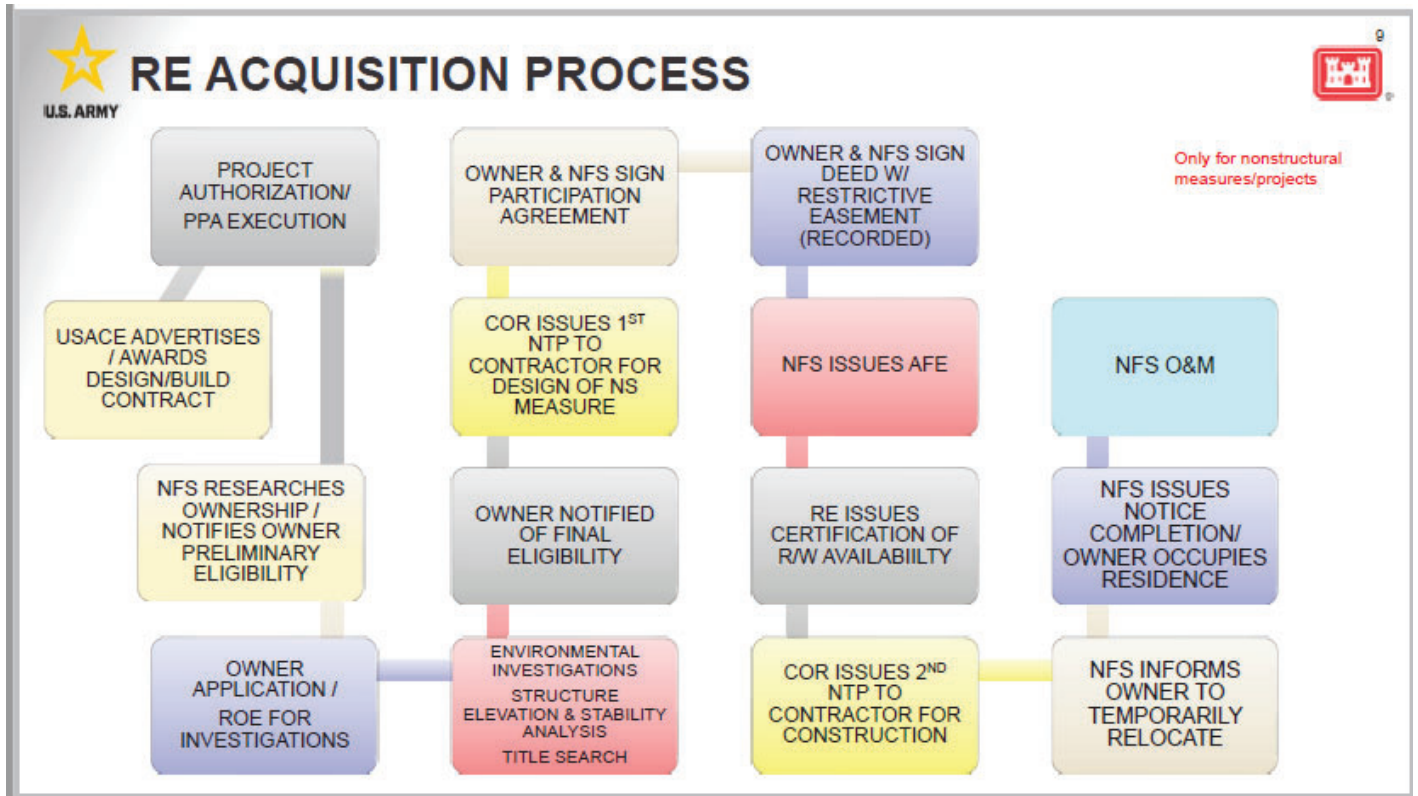 9
RE ACQUISITION PROCESS
U.S. ARMY
Only for nonstructural
measures/projects
PROJECT
AUTHORIZATION/
PPA EXECUTION
USACE ADVERTISES
/ AWARDS
DESIGN/BUILD
CONTRACT
NFS RESEARCHES
OWNERSHIP /
NOTIFIES OWNER
PRELIMINARY
ELIGIBILITY
OWNER
APPLICATION /
ROE FOR
INVESTIGATIONS
ENVIRONMENTAL
INVESTIGATIONS
STRUCTURE
ELEVATION & STABILITY
ANALYSIS
TITLE SEARCH
OWNER NOTIFIED
OF FINAL
ELIGIBILITY
COR ISSUES 1ST
NTP TO
CONTRACTOR FOR
DESIGN OF NS
MEASURE
OWNER & NFS SIGN
PARTICIPATION
AGREEMENT
OWNER & NFS SIGN
DEED W/
RESTRICTIVE
EASEMENT
(RECORDED)
NFS ISSUES AFE
RE ISSUES
CERTIFICATION OF
R/W AVAILABIILTY
COR ISSUES 2ND
NTP TO
CONTRACTOR FOR
CONSTRUCTION
NFS INFORMS
OWNER TO
TEMPORARILY
RELOCATE
NFS ISSUES
NOTICE
COMPLETION/
OWNER OCCUPIES
RESIDENCE
NFS O&M